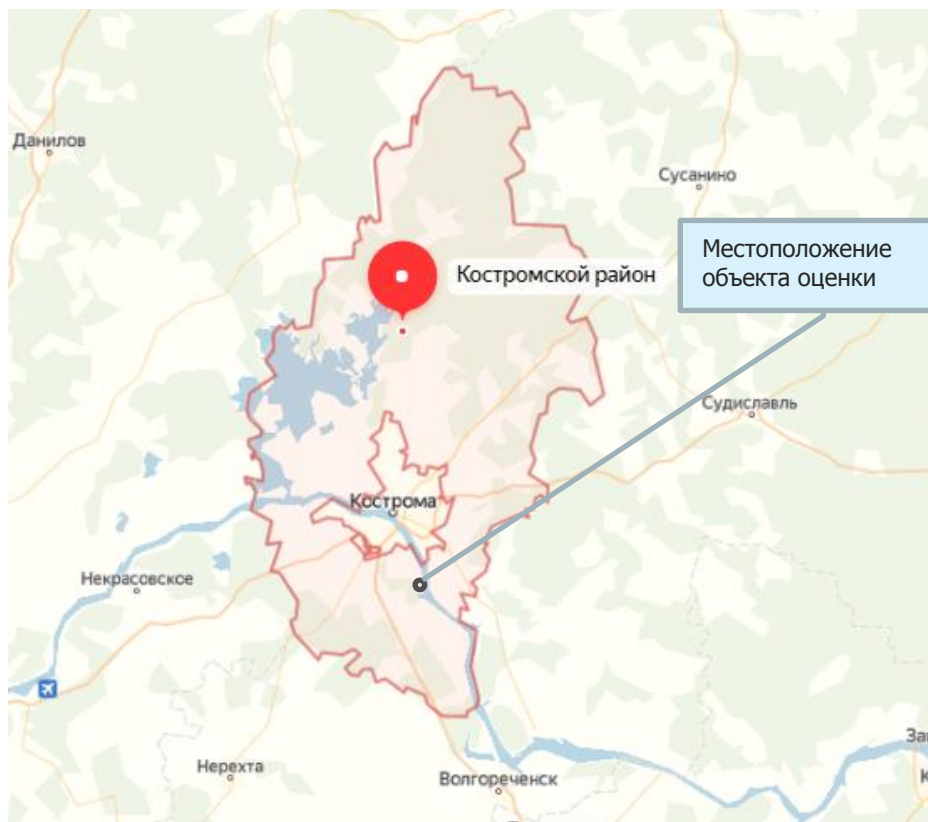 Данилов
Сусанино
Местоположение
объекта оценки
Костромской район
Судиславль
Кострома
Некрасовское
Нерехта
Волгореченск